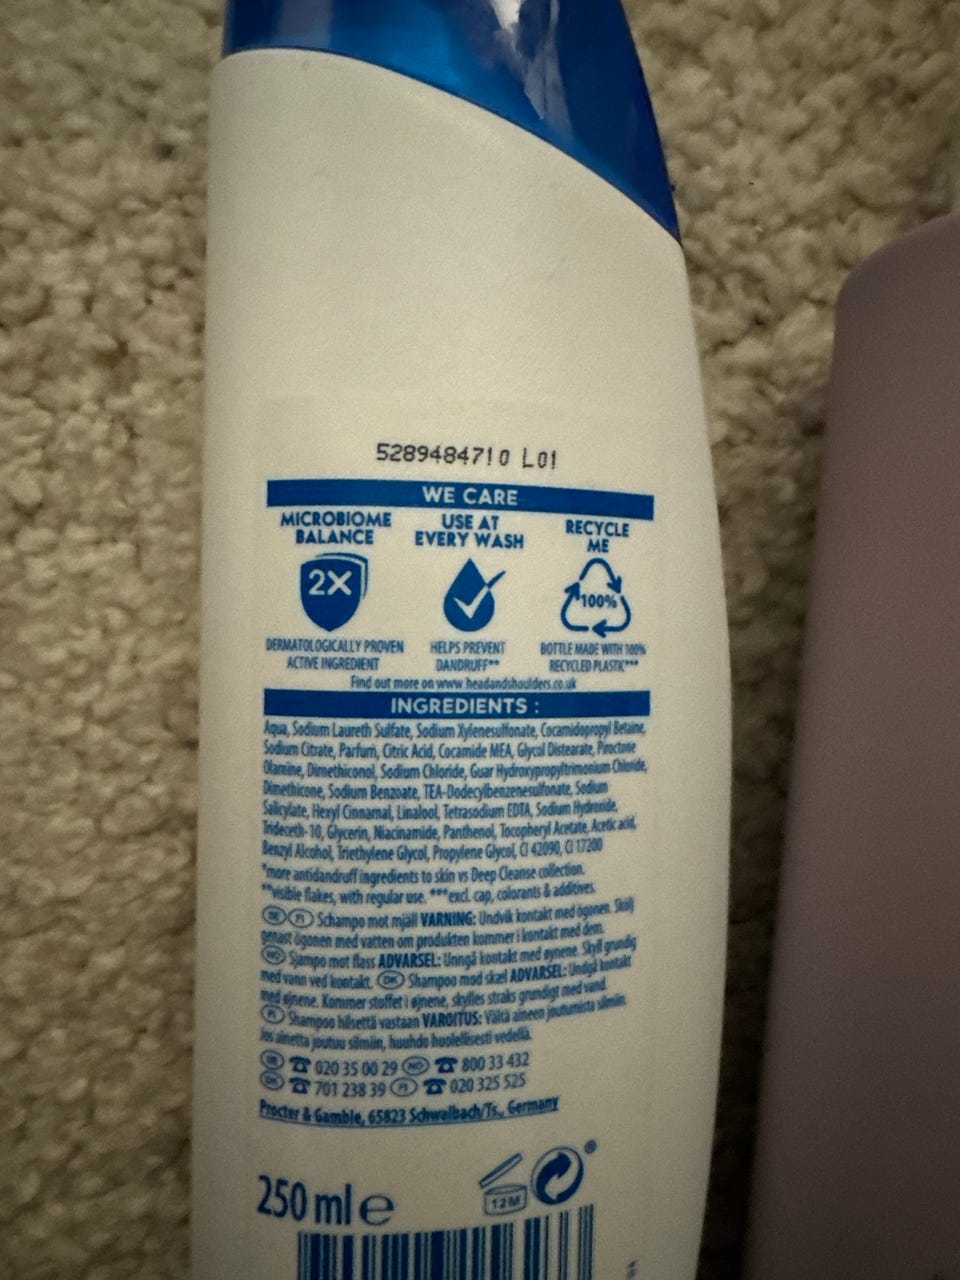 5289484710 L01
WE CARE
MICROBIOME
BALANCE
2X
DERMATOLOGICALLY PROVEN
ACTIVE INGREDIENT
USE AT
EVERY WASH
HELPS PREVENT
DANDRUFF**
RECYCLE
ME
100%
BOTTLE MADE WITH 100%
RECYCLED PLASTIC***
Find out more on www.headandshoulders.co.uk
INGREDIENTS :
Aqua, Sodium Laureth Sulfate, Sodium Xylenesulfonate, Cocamidopropyl Betaine,
Sodium Citrate, Parfum, Citric Acid, Cocamide MEA, Glycol Distearate, Piroctone
Olamine, Dimethiconol, Sodium Chloride, Guar Hydroxypropyltrimonium Chloride,
Dimethicone, Sodium Benzoate, TEA-Dodecylbenzenesulfonate, Sodium
Salicylate, Hexyl Cinnamal, Linalool, Tetrasodium EDTA, Sodium Hydroxide,
Trideceth-10, Glycerin, Niacinamide, Panthenol, Tocopheryl Acetate, Acetic acid,
Benzyl Alcohol, Triethylene Glycol, Propylene Glycol, CI 42090, CI 17200
*more antidandruff ingredients to skin vs Deep Cleanse collection.
**visible flakes, with regular use. ***excl. cap, colorants & additives.
SE FI Schampo mot mjäll VARNING: Undvik kontakt med ögonen. Skölj
genast ögonen med vatten om produkten kommer i kontakt med dem.
NO Sjampo mot flass ADVARSEL: Unngå kontakt med øynene. Skyll grundig
med vann ved kontakt. DK Shampoo mod skæl ADVARSEL: Undgå kontakt
med øjnene. Kommer stoffet i øjnene, skylles straks grundigt med vand.
FI Shampoo hilsettä vastaan VAROITUS: Vältä aineen joutumista silmiin.
Jos ainetta joutuu silmiin, huuhdo huolellisesti vedellä.
SE 020 35 00 29 NO 800 33 432
DK 701 238 39 FI 020 325 525
Procter & Gamble, 65823 Schwalbach/Ts., Germany
250 ml e
12M
®